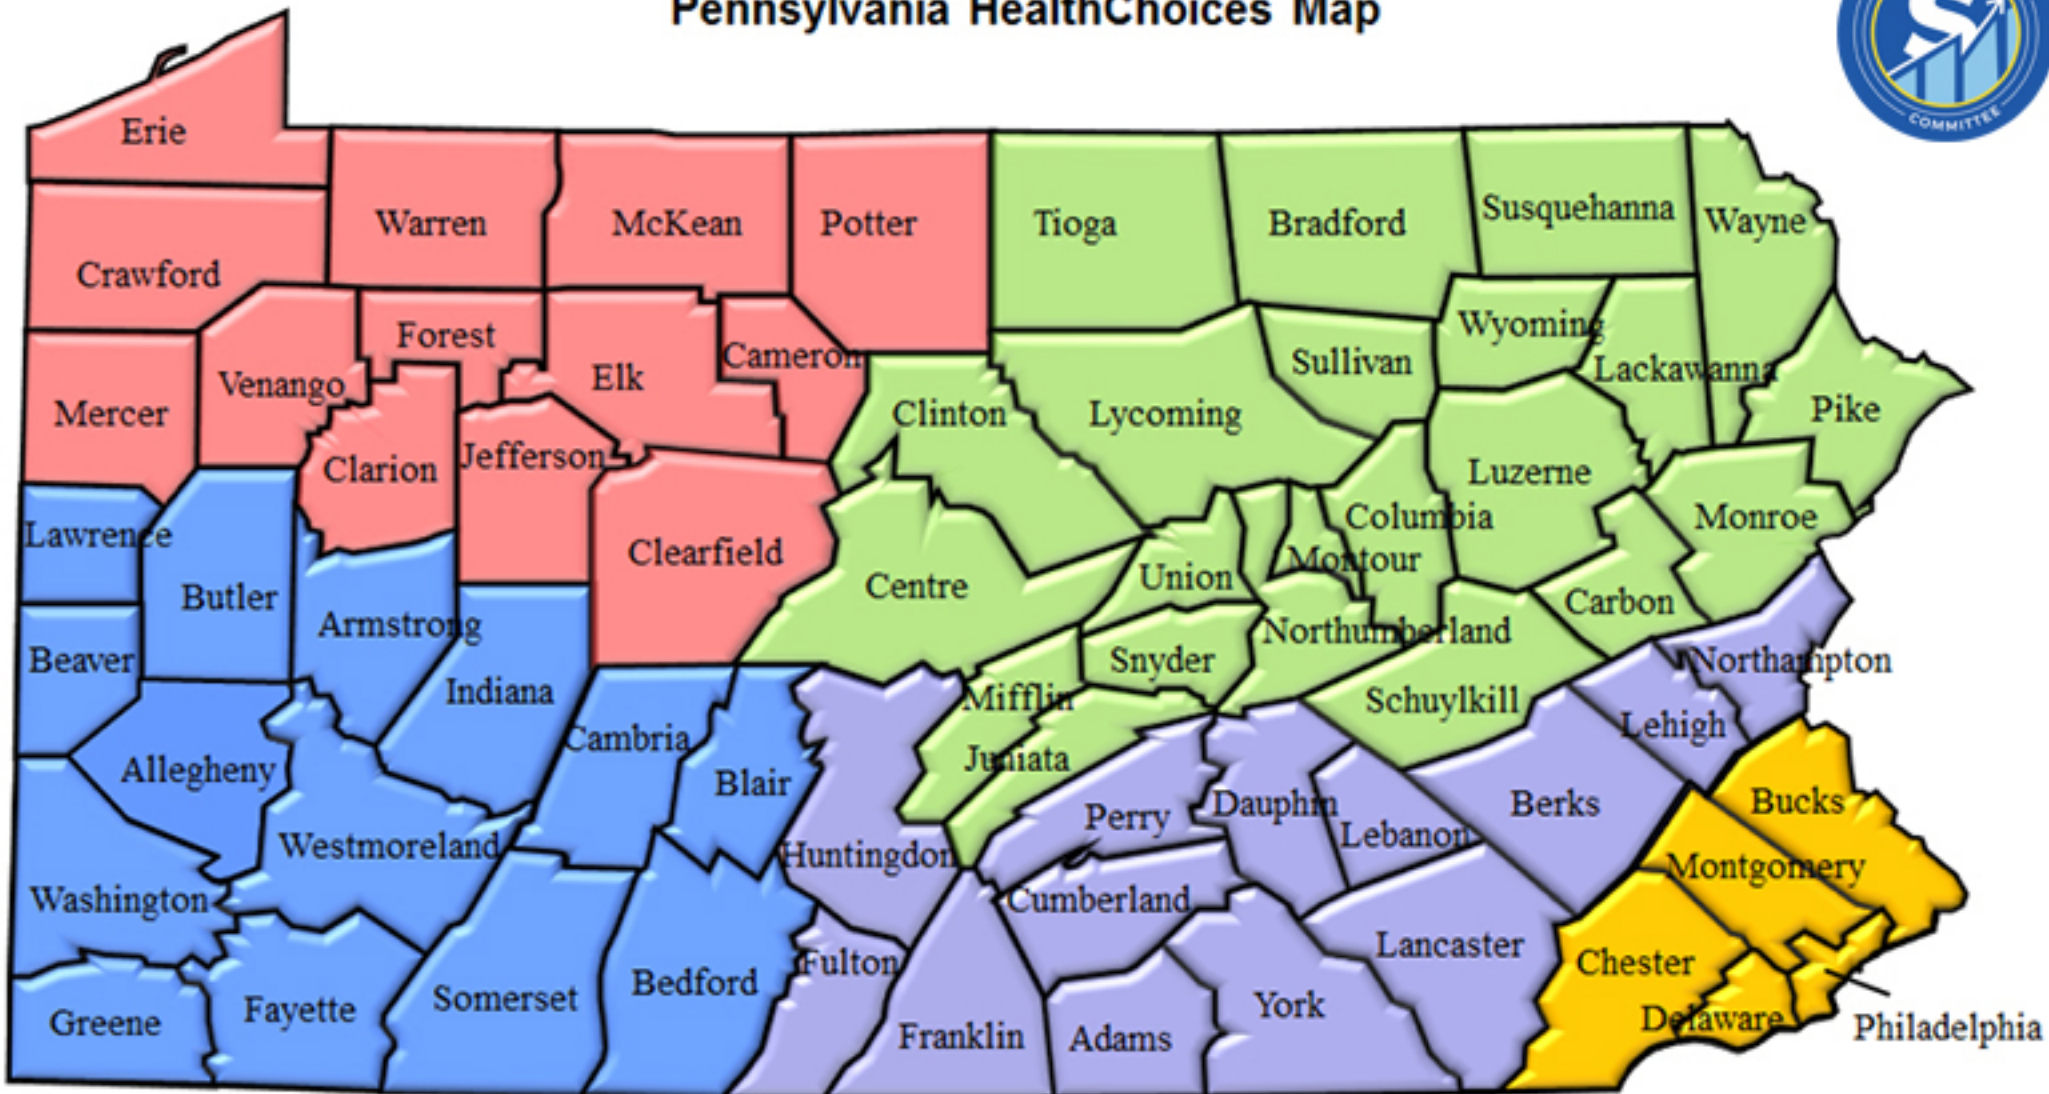 Pennsylvania HealthChoices Map
S
COMMITTEE
Erie
Warren
McKean
Potter
Tioga
Bradford
Susquehanna
Wayne
Crawford
Forest
Wyoming
Cameron
Sullivan
Lackawanna
Venango
Elk
Mercer
Clinton
Lycoming
Pike
Clarion
Jefferson
Luzerne
Columbia
Monroe
Lawrence
Clearfield
Montour
Centre
Union
Butler
Carbon
Armstrong
Northumberland
Beaver
Snyder
Northampton
Indiana
Mifflin
Schuylkill
Lehigh
Cambria
Juniata
Allegheny
Blair
Perry
Dauphin
Berks
Bucks
Lebanon
Westmoreland
Huntingdon
Montgomery
Washington
Cumberland
Lancaster
Fulton
Chester
Bedford
Somerset
York
Greene
Fayette
Franklin
Adams
Delaware
Philadelphia